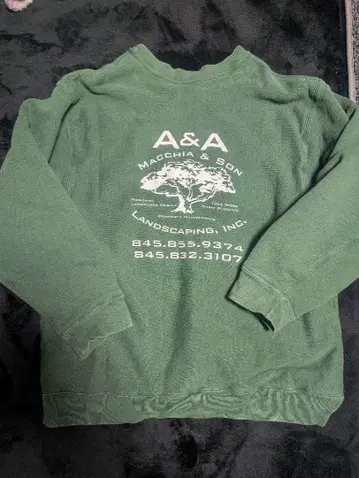 A&A
MACCHIA & SON
LANDSCAPING, INC.
845.855.9374
845.832.3107